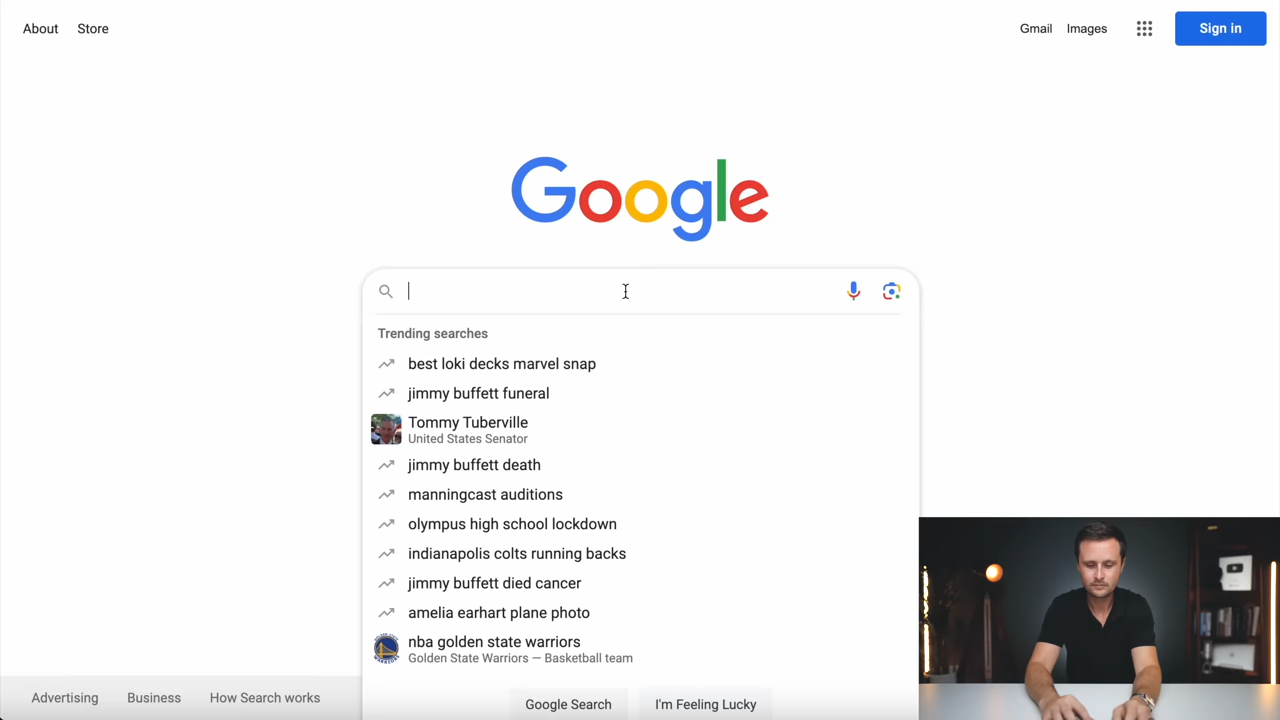 About Store
Gmail Images Sign in
Google
Trending searches
best loki decks marvel snap
jimmy buffett funeral
Tommy Tuberville
United States Senator
jimmy buffett death
manningcast auditions
olympus high school lockdown
indianapolis colts running backs
jimmy buffett died cancer
amelia earhart plane photo
nba golden state warriors
Golden State Warriors — Basketball team
Google Search I'm Feeling Lucky
Advertising Business How Search works